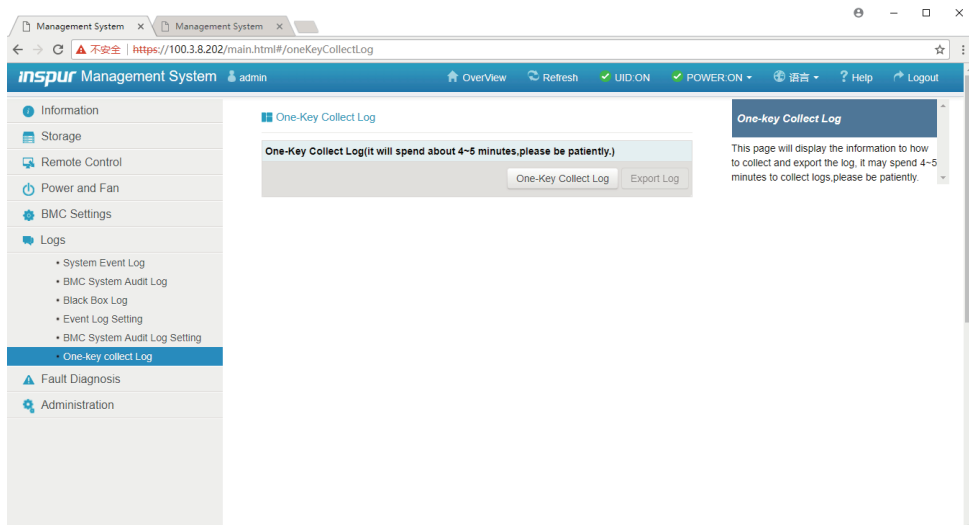 Management System
Management System
不安全 https://100.3.8.202/main.html#/oneKeyCollectLog
inspur Management System admin OverView Refresh UID:ON POWER:ON 语言 Help Logout
Information
Storage
Remote Control
Power and Fan
BMC Settings
Logs
System Event Log
BMC System Audit Log
Black Box Log
Event Log Setting
BMC System Audit Log Setting
One-key collect Log
Fault Diagnosis
Administration
One-Key Collect Log
One-Key Collect Log(it will spend about 4~5 minutes,please be patiently.)
One-Key Collect Log Export Log
One-key Collect Log
This page will display the information to how
to collect and export the log, it may spend 4~5
minutes to collect logs,please be patiently.